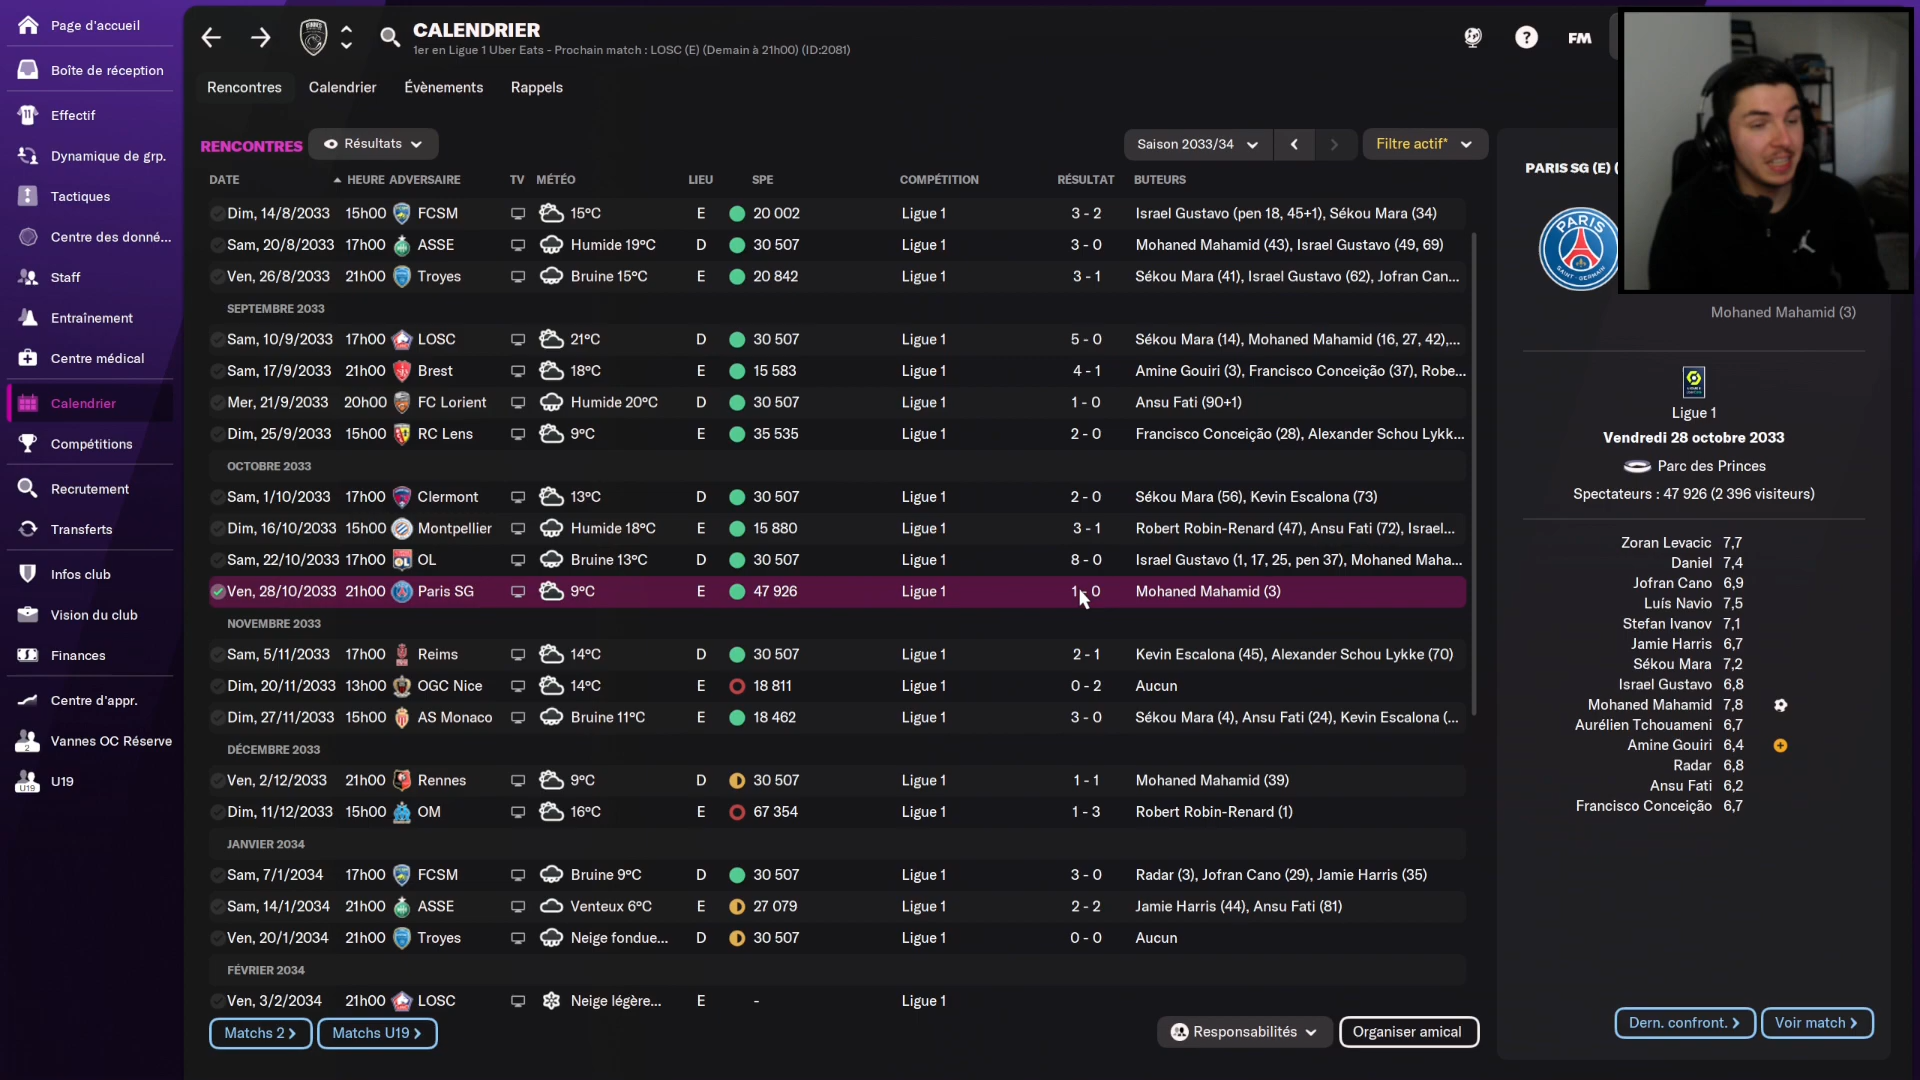 Page d'accueil
Boîte de réception
Effectif
Dynamique de grp.
Tactiques
Centre des donné...
Staff
Entraînement
Centre médical
Calendrier
Compétitions
Recrutement
Transferts
Infos club
Vision du club
Finances
Centre d'appr.
2 Vannes OC Réserve
U19 U19
CALENDRIER
1er en Ligue 1 Uber Eats - Prochain match : LOSC (E) (Demain à 21h00) (ID:2081)
? FM
Rencontres Calendrier Évènements Rappels
RENCONTRES Résultats Saison 2033/34 Filtre actif*
DATE HEURE ADVERSAIRE TV MÉTÉO LIEU SPE COMPÉTITION RÉSULTAT BUTEURS
Dim, 14/8/2033 15h00 FCSM 15°C E 20 002 Ligue 1 3 - 2 Israel Gustavo (pen 18, 45+1), Sékou Mara (34)
Sam, 20/8/2033 17h00 ASSE Humide 19°C D 30 507 Ligue 1 3 - 0 Mohaned Mahamid (43), Israel Gustavo (49, 69)
Ven, 26/8/2033 21h00 Troyes Bruine 15°C E 20 842 Ligue 1 3 - 1 Sékou Mara (41), Israel Gustavo (62), Jofran Can...
SEPTEMBRE 2033
Sam, 10/9/2033 17h00 LOSC 21°C D 30 507 Ligue 1 5 - 0 Sékou Mara (14), Mohaned Mahamid (16, 27, 42),...
Sam, 17/9/2033 21h00 Brest 18°C E 15 583 Ligue 1 4 - 1 Amine Gouiri (3), Francisco Conceição (37), Robe...
Mer, 21/9/2033 20h00 FC Lorient Humide 20°C D 30 507 Ligue 1 1 - 0 Ansu Fati (90+1)
Dim, 25/9/2033 15h00 RC Lens 9°C E 35 535 Ligue 1 2 - 0 Francisco Conceição (28), Alexander Schou Lykk...
OCTOBRE 2033
Sam, 1/10/2033 17h00 Clermont 13°C D 30 507 Ligue 1 2 - 0 Sékou Mara (56), Kevin Escalona (73)
Dim, 16/10/2033 15h00 Montpellier Humide 18°C E 15 880 Ligue 1 3 - 1 Robert Robin-Renard (47), Ansu Fati (72), Israel...
Sam, 22/10/2033 17h00 OL Bruine 13°C D 30 507 Ligue 1 8 - 0 Israel Gustavo (1, 17, 25, pen 37), Mohaned Maha...
Ven, 28/10/2033 21h00 Paris SG 9°C E 47 926 Ligue 1 1 - 0 Mohaned Mahamid (3)
NOVEMBRE 2033
Sam, 5/11/2033 17h00 Reims 14°C D 30 507 Ligue 1 2 - 1 Kevin Escalona (45), Alexander Schou Lykke (70)
Dim, 20/11/2033 13h00 OGC Nice 14°C E 18 811 Ligue 1 0 - 2 Aucun
Dim, 27/11/2033 15h00 AS Monaco Bruine 11°C E 18 462 Ligue 1 3 - 0 Sékou Mara (4), Ansu Fati (24), Kevin Escalona (...
DÉCEMBRE 2033
Ven, 2/12/2033 21h00 Rennes 9°C D 30 507 Ligue 1 1 - 1 Mohaned Mahamid (39)
Dim, 11/12/2033 15h00 OM 16°C E 67 354 Ligue 1 1 - 3 Robert Robin-Renard (1)
JANVIER 2034
Sam, 7/1/2034 17h00 FCSM Bruine 9°C D 30 507 Ligue 1 3 - 0 Radar (3), Jofran Cano (29), Jamie Harris (35)
Sam, 14/1/2034 21h00 ASSE Venteux 6°C E 27 079 Ligue 1 2 - 2 Jamie Harris (44), Ansu Fati (81)
Ven, 20/1/2034 21h00 Troyes Neige fondue... D 30 507 Ligue 1 0 - 0 Aucun
FÉVRIER 2034
Ven, 3/2/2034 21h00 LOSC Neige légère... E - Ligue 1
Matchs 2 Matchs U19 Responsabilités Organiser amical
PARIS SG (E) (
PARIS
SAINT-GERMAIN
Mohaned Mahamid (3)
Ligue 1
Vendredi 28 octobre 2033
Parc des Princes
Spectateurs : 47 926 (2 396 visiteurs)
Zoran Levacic 7,7
Daniel 7,4
Jofran Cano 6,9
Luís Navio 7,5
Stefan Ivanov 7,1
Jamie Harris 6,7
Sékou Mara 7,2
Israel Gustavo 6,8
Mohaned Mahamid 7,8
Aurélien Tchouameni 6,7
Amine Gouiri 6,4
Radar 6,8
Ansu Fati 6,2
Francisco Conceição 6,7
Dern. confront. Voir match